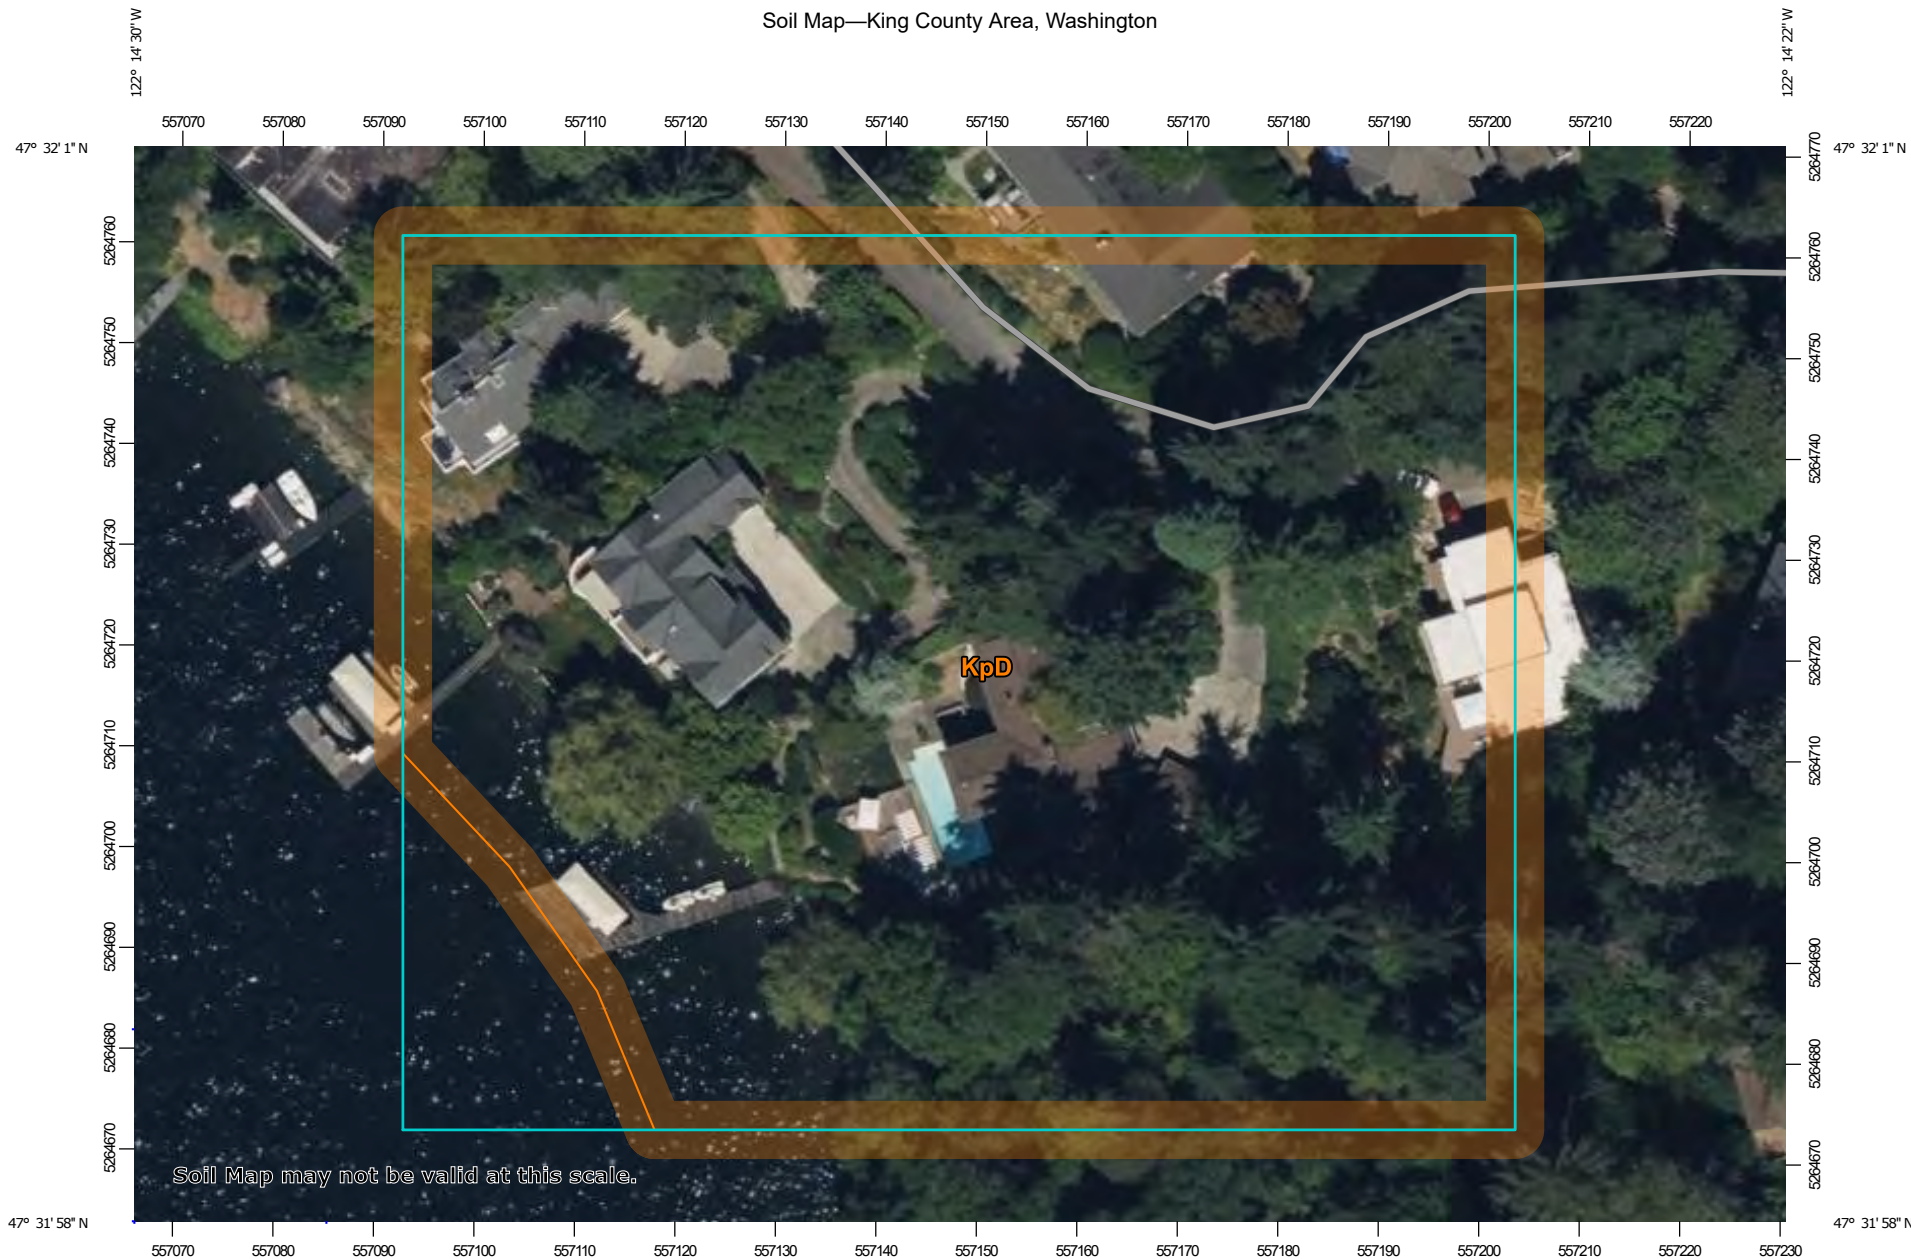 Soil Map—King County Area, Washington
122° 14' 30'' W
122° 14' 22'' W
557070 557080 557090 557100 557110 557120 557130 557140 557150 557160 557170 557180 557190 557200 557210 557220
47° 32' 1'' N
47° 32' 1'' N
5264770
5264760
5264760
5264750
5264750
5264740
5264740
5264730
5264730
5264720
5264720
KpD
5264710
5264710
5264700
5264700
5264690
5264690
5264680
5264680
5264670
5264670
Soil Map may not be valid at this scale.
47° 31' 58'' N
47° 31' 58'' N
557070 557080 557090 557100 557110 557120 557130 557140 557150 557160 557170 557180 557190 557200 557210 557220 557230